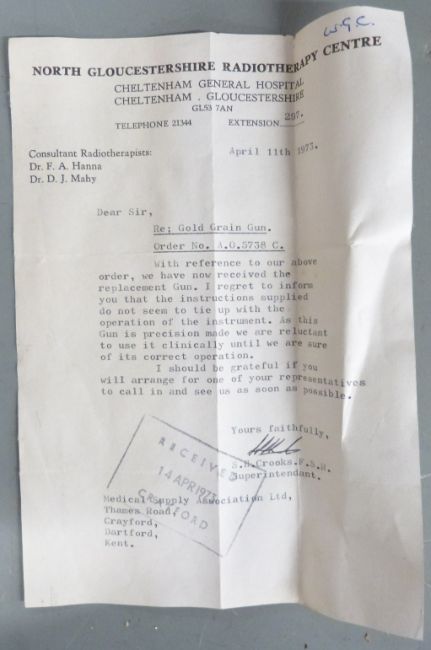 W.G.C.
NORTH GLOUCESTERSHIRE RADIOTHERAPY CENTRE
CHELTENHAM GENERAL HOSPITAL
CHELTENHAM . GLOUCESTERSHIRE
GL53 7AN
TELEPHONE 21344 EXTENSION 297.
Consultant Radiotherapists:
Dr. F. A. Hanna
Dr. D. J. Mahy
April 11th 1973.
Dear Sir,
Re; Gold Grain Gun.
Order No. A.O.5738 C.
With reference to our above
order, we have now received the
replacement Gun. I regret to inform
you that the instructions supplied
do not seem to tie up with the
operation of the instrument. As this
Gun is precision made we are reluctant
to use it clinically until we are sure
of its correct operation.
I should be grateful if you
will arrange for one of your representatives
to call in and see us as soon as possible.
Yours faithfully,
S.H.Crooks.F.S.R.
Superintendant.
RECEIVED
14 APR 1973
CRAYFORD
Medical Supply Association Ltd,
Thames Road,
Crayford,
Dartford,
Kent.